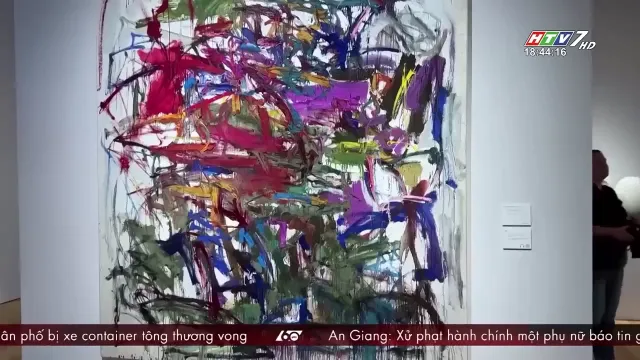 HTV7 HD
18:44:16
ân phố bị xe container tông thương vong
60
An Giang: Xử phạt hành chính một phụ nữ báo tin